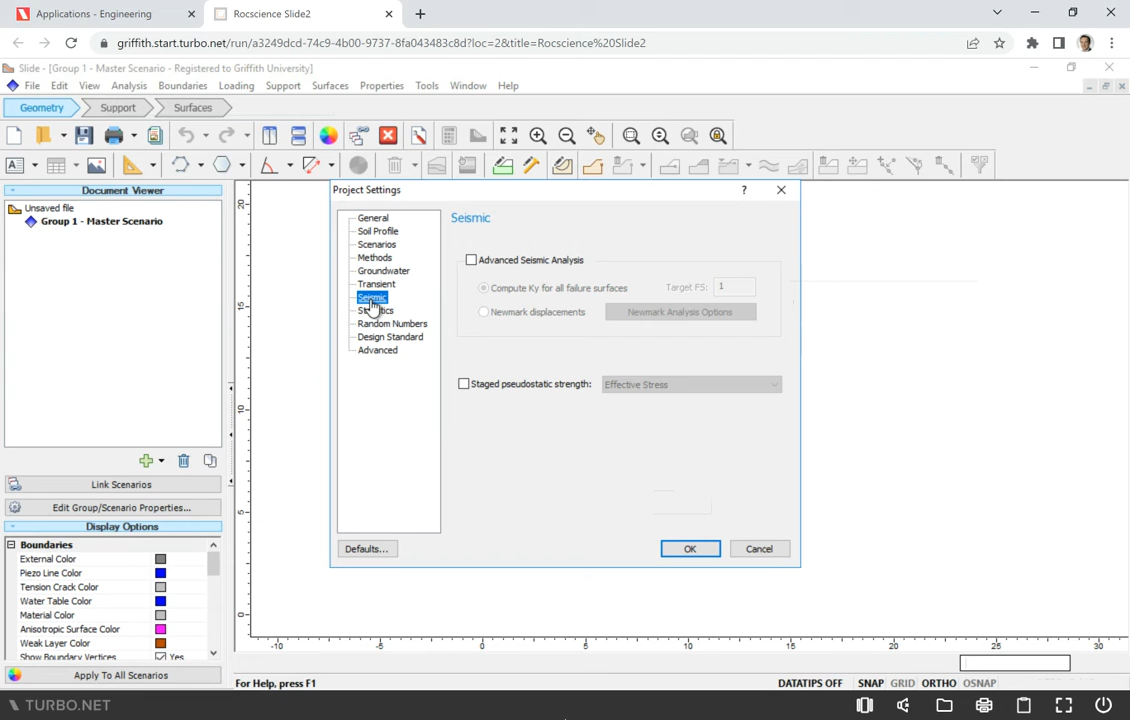 Applications - Engineering
Rocscience Slide2
griffith.start.turbo.net/run/a3249dcd-74c9-4b00-9737-8fa043483c8d?loc=2&title=Rocscience%20Slide2
Slide - [Group 1 - Master Scenario - Registered to Griffith University]
File Edit View Analysis Boundaries Loading Support Surfaces Properties Tools Window Help
Geometry Support Surfaces
Document Viewer
Unsaved file
Group 1 - Master Scenario
Link Scenarios
Edit Group/Scenario Properties...
Display Options
Boundaries
External Color
Piezo Line Color
Tension Crack Color
Water Table Color
Material Color
Anisotropic Surface Color
Weak Layer Color
Show Boundary Vertices Yes
Apply To All Scenarios
20
15
10
5
0
-10 -5 0 5 10 15 20 25 30
Project Settings
General
Soil Profile
Scenarios
Methods
Groundwater
Transient
Seismic
Random Numbers
Design Standard
Advanced
Seismic
Advanced Seismic Analysis
Compute Ky for all failure surfaces Target FS: 1
Newmark displacements Newmark Analysis Options
Staged pseudostatic strength: Effective Stress
Defaults... OK Cancel
For Help, press F1
DATATIPS OFF SNAP GRID ORTHO OSNAP
TURBO.NET